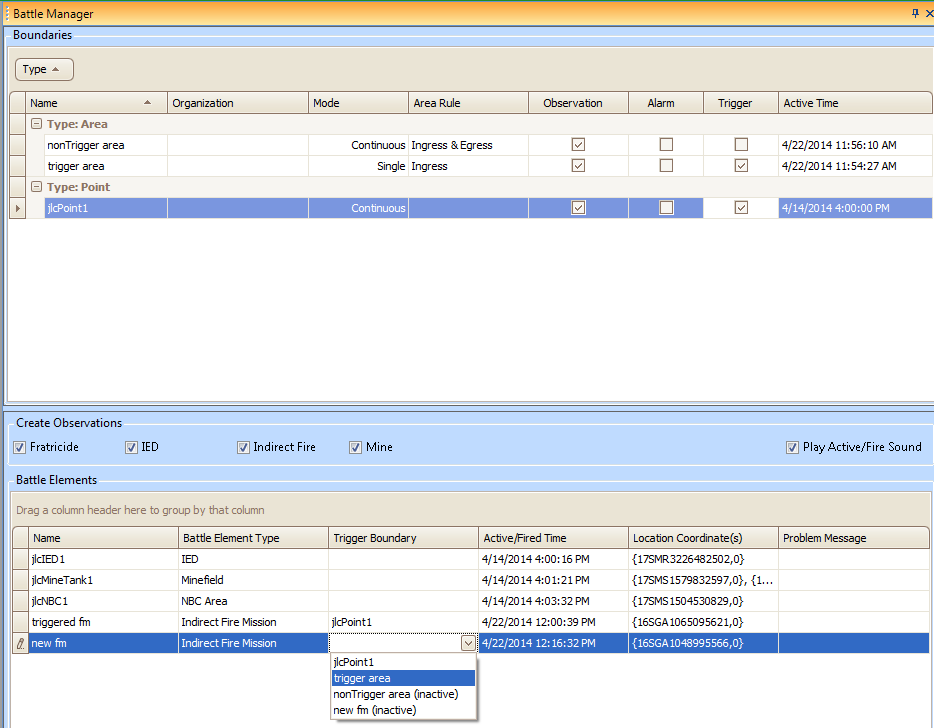 Battle Manager
Boundaries
Type
Name Organization Mode Area Rule Observation Alarm Trigger Active Time
Type: Area
nonTrigger area Continuous Ingress & Egress 4/22/2014 11:56:10 AM
trigger area Single Ingress 4/22/2014 11:54:27 AM
Type: Point
jlcPoint1 Continuous 4/14/2014 4:00:00 PM
Create Observations
Fratricide IED Indirect Fire Mine Play Active/Fire Sound
Battle Elements
Drag a column header here to group by that column
Name Battle Element Type Trigger Boundary Active/Fired Time Location Coordinate(s) Problem Message
jlcIED1 IED 4/14/2014 4:00:16 PM {17SMR3226482502,0}
jlcMineTank1 Minefield 4/14/2014 4:01:21 PM {17SMS1579832597,0}, {1...
jlcNBC1 NBC Area 4/14/2014 4:03:32 PM {17SMS1504530829,0}
triggered fm Indirect Fire Mission jlcPoint1 4/22/2014 12:00:39 PM {16SGA1065095621,0}
new fm Indirect Fire Mission 4/22/2014 12:16:32 PM {16SGA1048995566,0}
jlcPoint1
trigger area
nonTrigger area (inactive)
new fm (inactive)